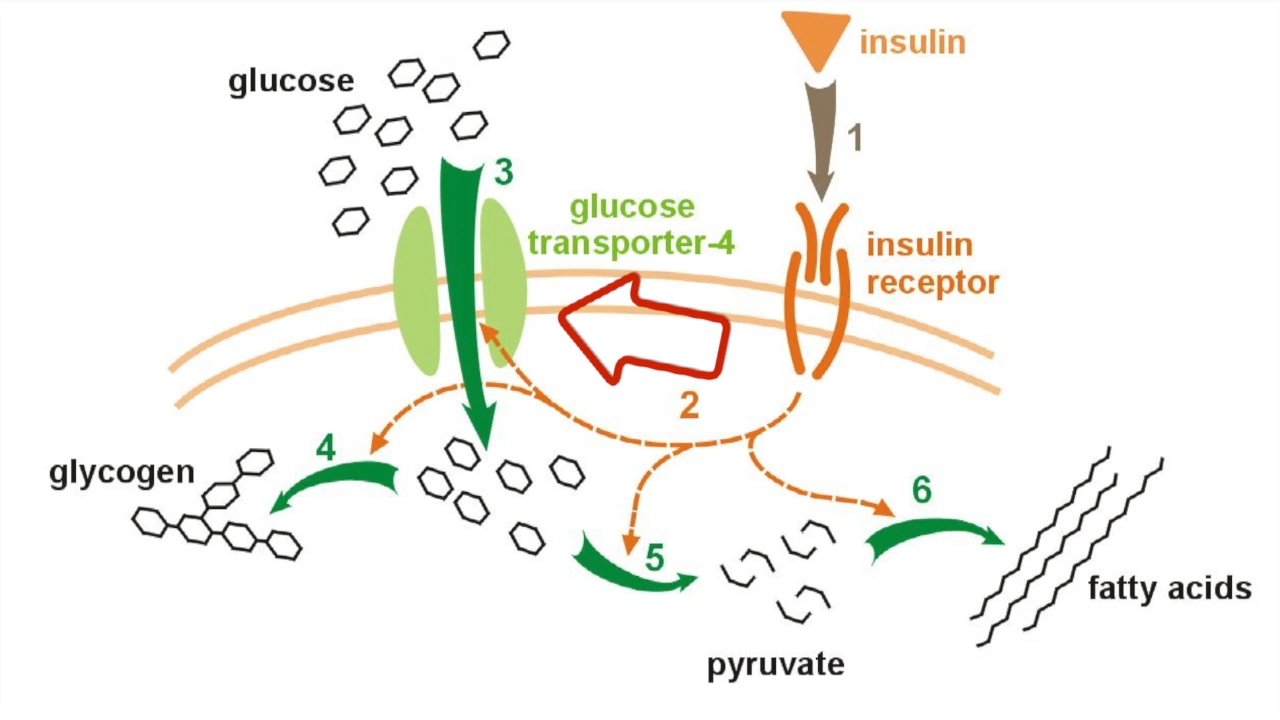 insulin
glucose
1
3
glucose
transporter-4
insulin
receptor
2
4
glycogen
6
5
fatty acids
pyruvate